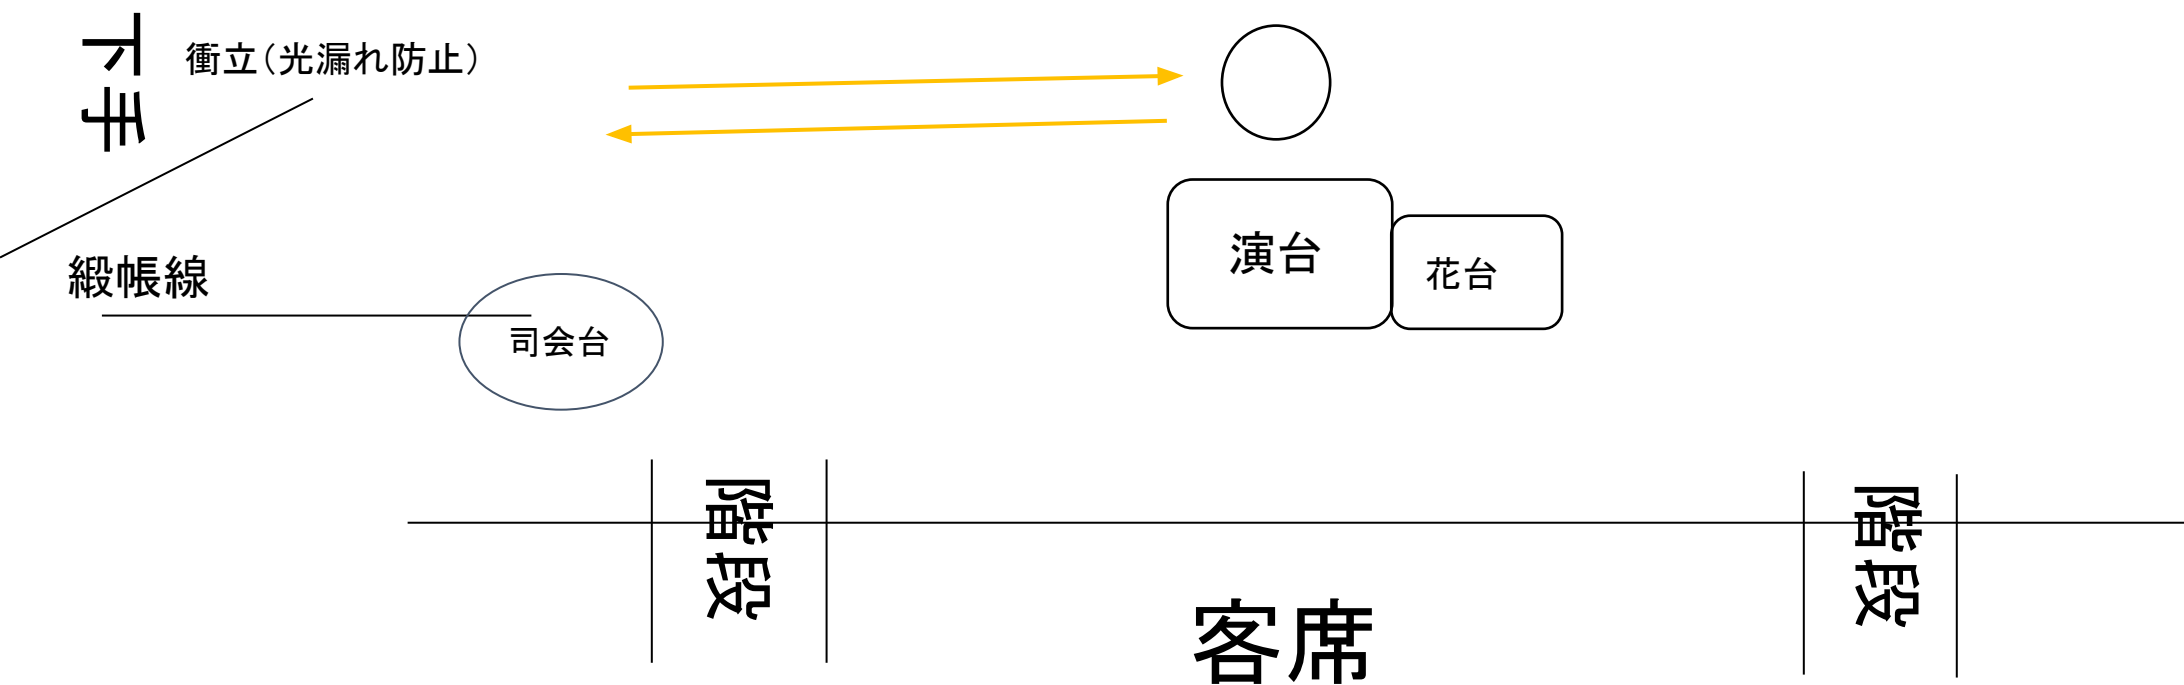 下手
衝立（光漏れ防止）
緞帳線
司会台
演台
花台
階段
階段
客席